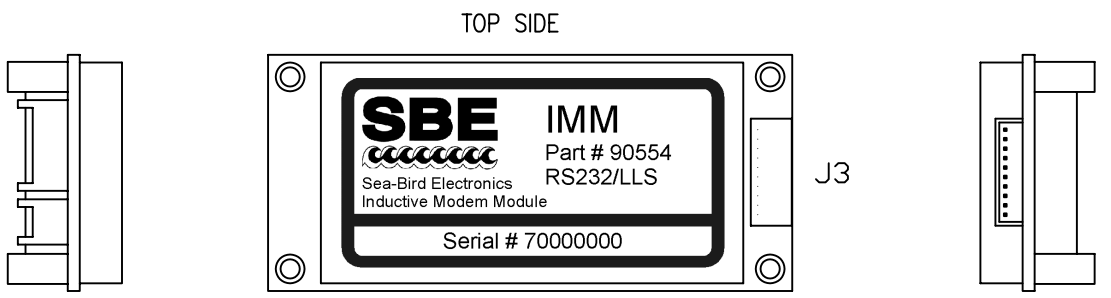 TOP SIDE
SBE
IMM
Part # 90554
RS232/LLS
Sea-Bird Electronics
Inductive Modem Module
Serial # 70000000
J3